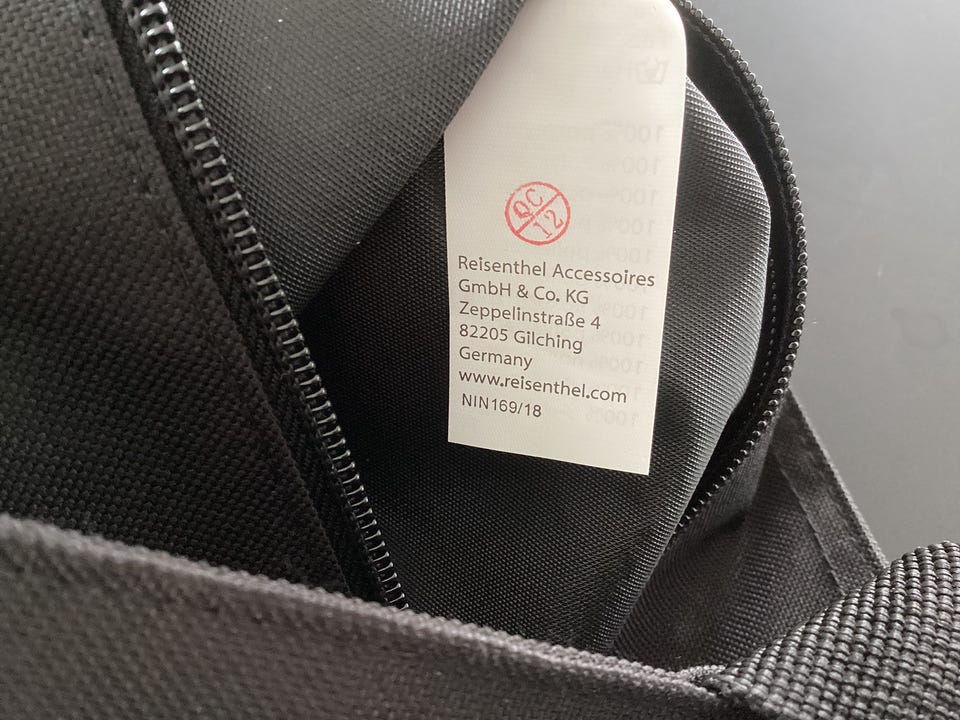 QC
12
Reisenthel Accessoires
GmbH & Co. KG
Zeppelinstraße 4
82205 Gilching
Germany
www.reisenthel.com
NIN169/18